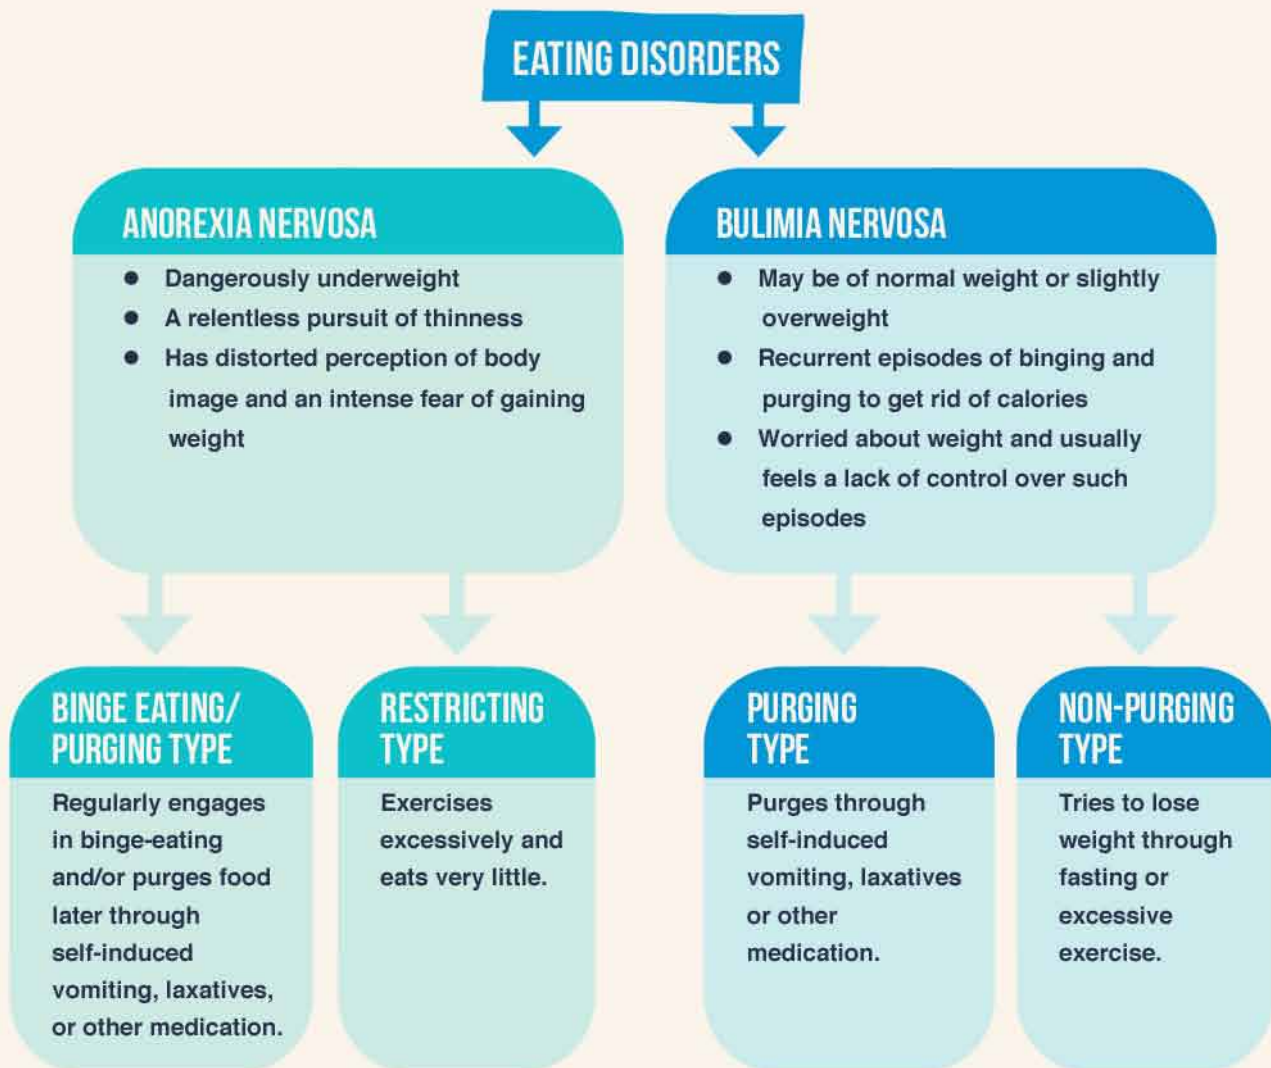 EATING DISORDERS
ANOREXIA NERVOSA
● Dangerously underweight
● A relentless pursuit of thinness
● Has distorted perception of body
image and an intense fear of gaining
weight
BULIMIA NERVOSA
● May be of normal weight or slightly
overweight
● Recurrent episodes of binging and
purging to get rid of calories
● Worried about weight and usually
feels a lack of control over such
episodes
BINGE EATING/
PURGING TYPE
Regularly engages
in binge-eating
and/or purges food
later through
self-induced
vomiting, laxatives,
or other medication.
RESTRICTING
TYPE
Exercises
excessively and
eats very little.
PURGING
TYPE
Purges through
self-induced
vomiting, laxatives
or other
medication.
NON-PURGING
TYPE
Tries to lose
weight through
fasting or
excessive
exercise.